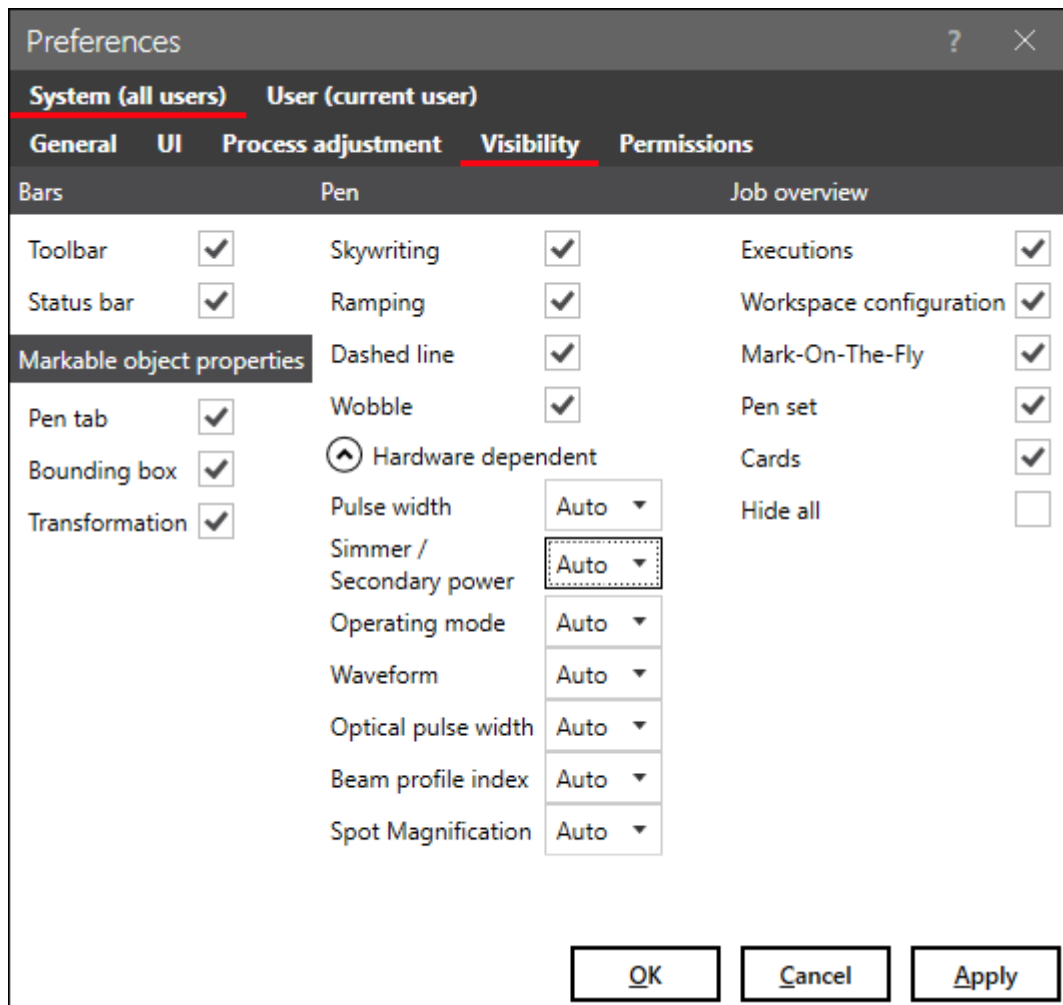 Preferences ?
System (all users) User (current user)
General UI Process adjustment Visibility Permissions
Bars
Toolbar
Status bar
Markable object properties
Pen tab
Bounding box
Transformation
Pen
Skywriting
Ramping
Dashed line
Wobble
Hardware dependent
Pulse width Auto
Simmer /
Secondary power Auto
Operating mode Auto
Waveform Auto
Optical pulse width Auto
Beam profile index Auto
Spot Magnification Auto
Job overview
Executions
Workspace configuration
Mark-On-The-Fly
Pen set
Cards
Hide all
OK Cancel Apply